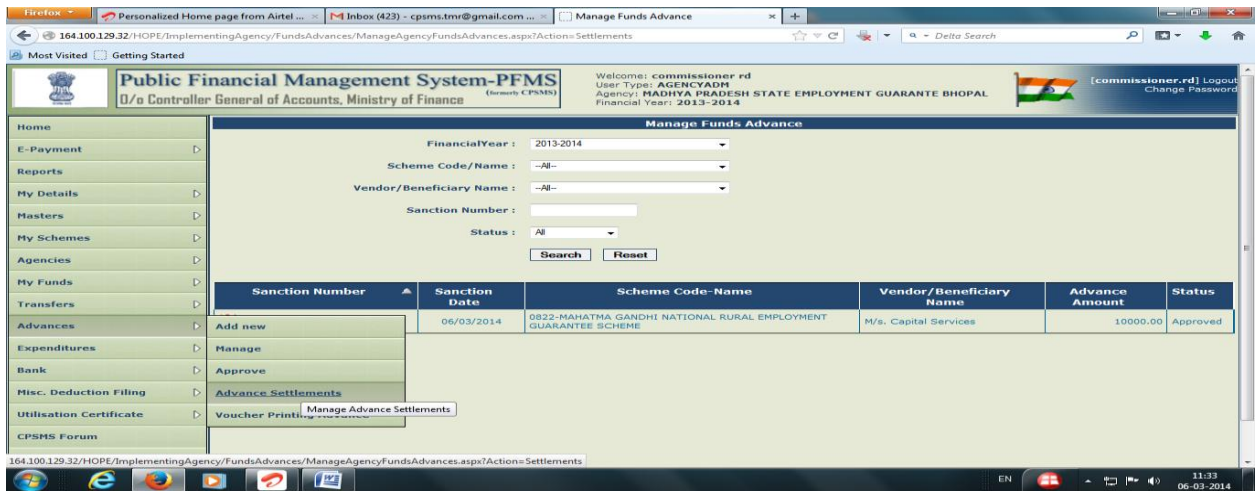 Firefox
Personalized Home page from Airtel ...
Inbox (423) - cpsms.tmr@gmail.com ...
Manage Funds Advance
164.100.129.32/HOPE/ImplementingAgency/FundsAdvances/ManageAgencyFundsAdvances.aspx?Action=Settlements
Delta Search
Most Visited
Getting Started
Public Financial Management System-PFMS
(formerly CPSMS)
O/o Controller General of Accounts, Ministry of Finance
Welcome: commissioner rd
User Type: AGENCYADM
Agency: MADHYA PRADESH STATE EMPLOYMENT GUARANTE BHOPAL
Financial Year: 2013-2014
[commissioner.rd] Logout
Change Password
Home
E-Payment
Reports
My Details
Masters
My Schemes
Agencies
My Funds
Transfers
Advances
Expenditures
Bank
Misc. Deduction Filing
Utilisation Certificate
CPSMS Forum
Manage Funds Advance
FinancialYear : 2013-2014
Scheme Code/Name : --All--
Vendor/Beneficiary Name : --All--
Sanction Number :
Status : All
Search Reset
Sanction Number
Sanction Date
Scheme Code-Name
Vendor/Beneficiary Name
Advance Amount
Status
06/03/2014
0822-MAHATMA GANDHI NATIONAL RURAL EMPLOYMENT
GUARANTEE SCHEME
M/s. Capital Services
10000.00
Approved
Add new
Manage
Approve
Advance Settlements
Manage Advance Settlements
Voucher Printing
164.100.129.32/HOPE/ImplementingAgency/FundsAdvances/ManageAgencyFundsAdvances.aspx?Action=Settlements
EN
11:33
06-03-2014